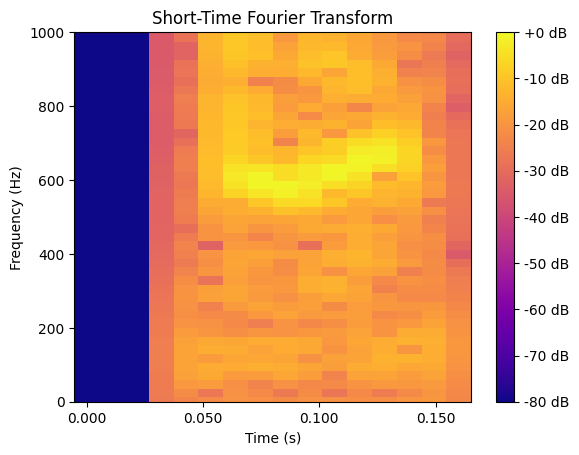 Short-Time Fourier Transform
1000
800
600
400
200
0
Frequency (Hz)
0.000
0.050
0.100
0.150
Time (s)
+0 dB
-10 dB
-20 dB
-30 dB
-40 dB
-50 dB
-60 dB
-70 dB
-80 dB